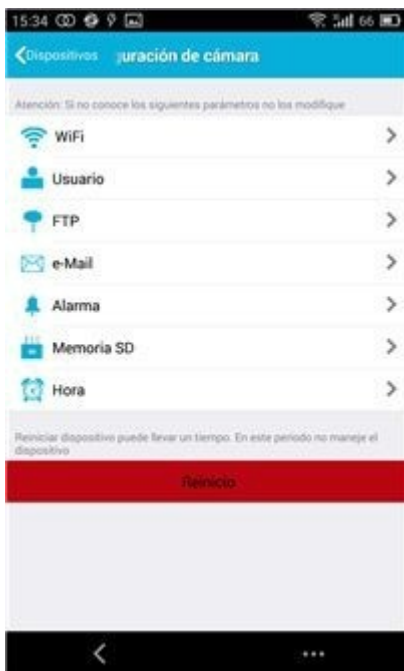 15:34 66
Dispositivos uración de cámara
Atención: Si no conoce los siguientes parámetros no los modifique
WiFi
Usuario
FTP
e-Mail
Alarma
Memoria SD
Hora
Reiniciar dispositivo puede llevar un tiempo. En este periodo no maneje el
dispositivo
Reinicio